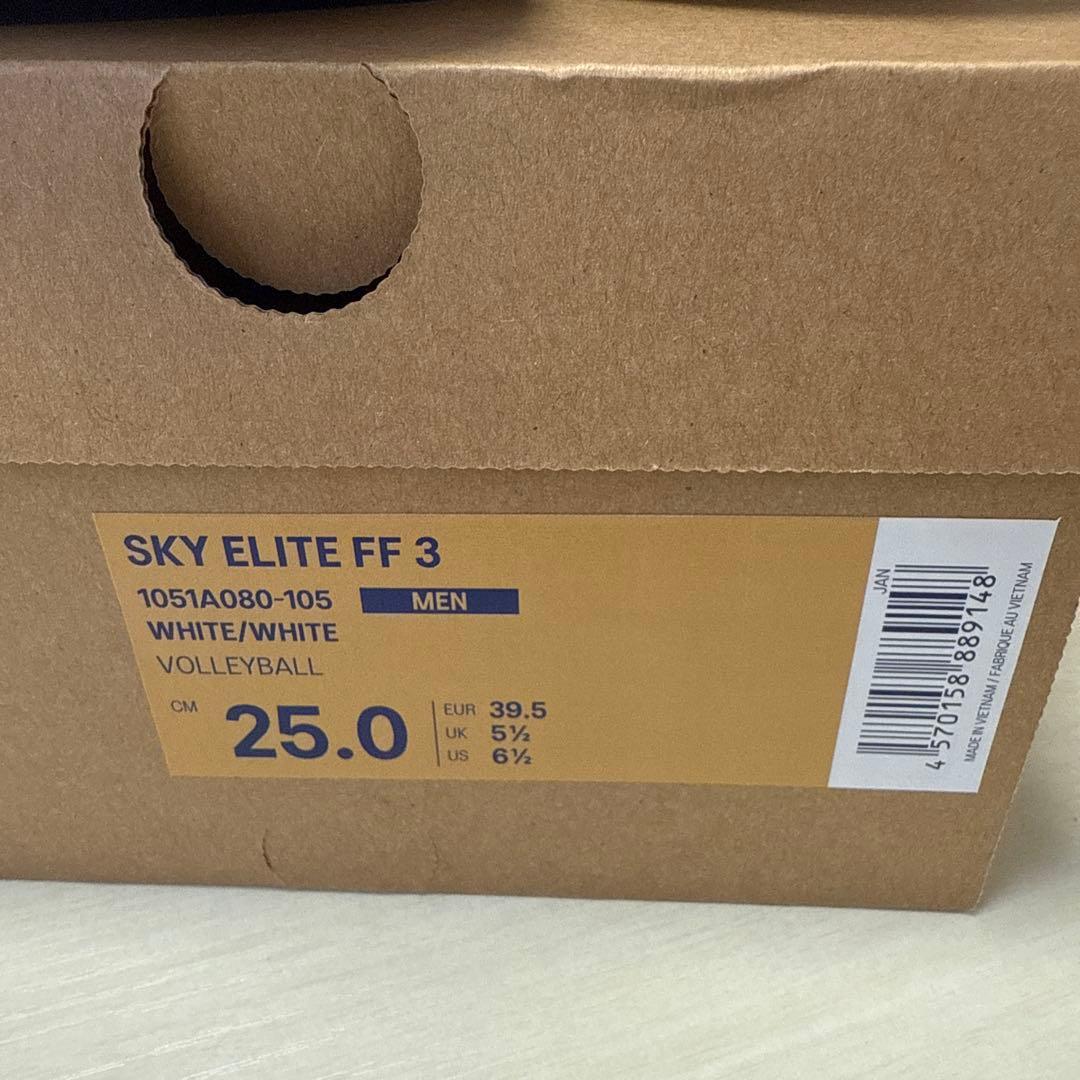 SKY ELITE FF 3
1051A080-105 MEN
WHITE/WHITE
VOLLEYBALL
CM 25.0
EUR 39.5
UK 5½
US 6½
JAN
4 570158 889148
MADE IN VIETNAM / FABRIQUE AU VIETNAM